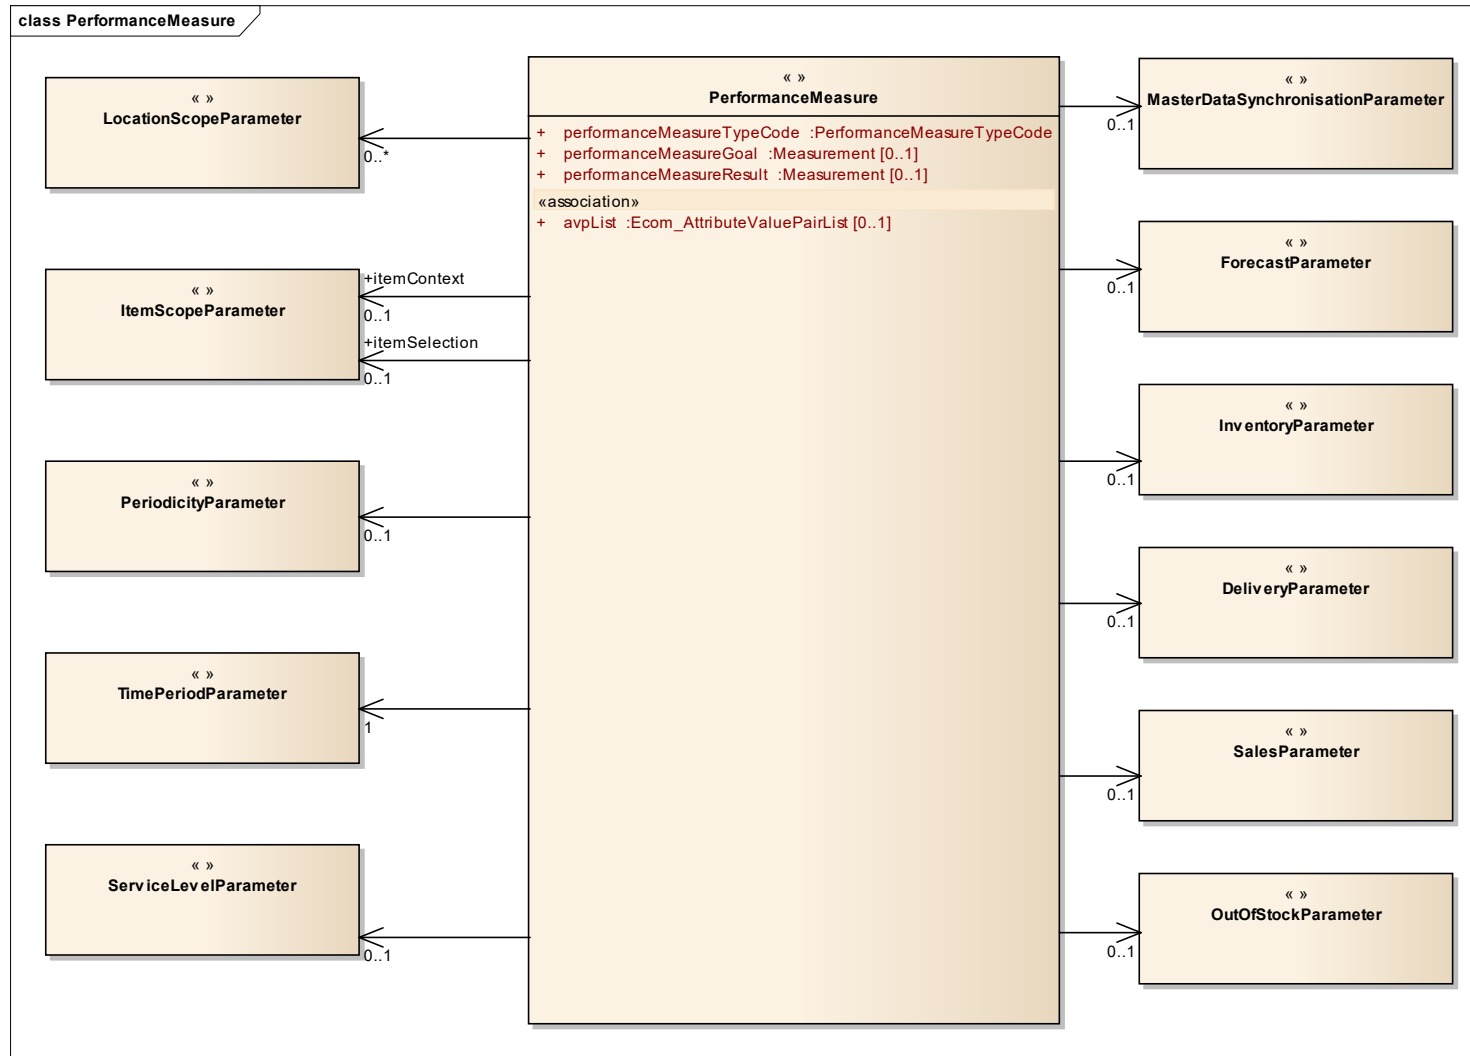 class PerformanceMeasure
« »
LocationScopeParameter
0..*
« »
ItemScopeParameter
+itemContext
0..1
+itemSelection
0..1
« »
PeriodicityParameter
0..1
« »
TimePeriodParameter
1
« »
ServiceLevelParameter
0..1
« »
PerformanceMeasure
+ performanceMeasureTypeCode :PerformanceMeasureTypeCode
+ performanceMeasureGoal :Measurement [0..1]
+ performanceMeasureResult :Measurement [0..1]
«association»
+ avpList :Ecom_AttributeValuePairList [0..1]
« »
MasterDataSynchronisationParameter
0..1
« »
ForecastParameter
0..1
« »
InventoryParameter
0..1
« »
DeliveryParameter
0..1
« »
SalesParameter
0..1
« »
OutOfStockParameter
0..1